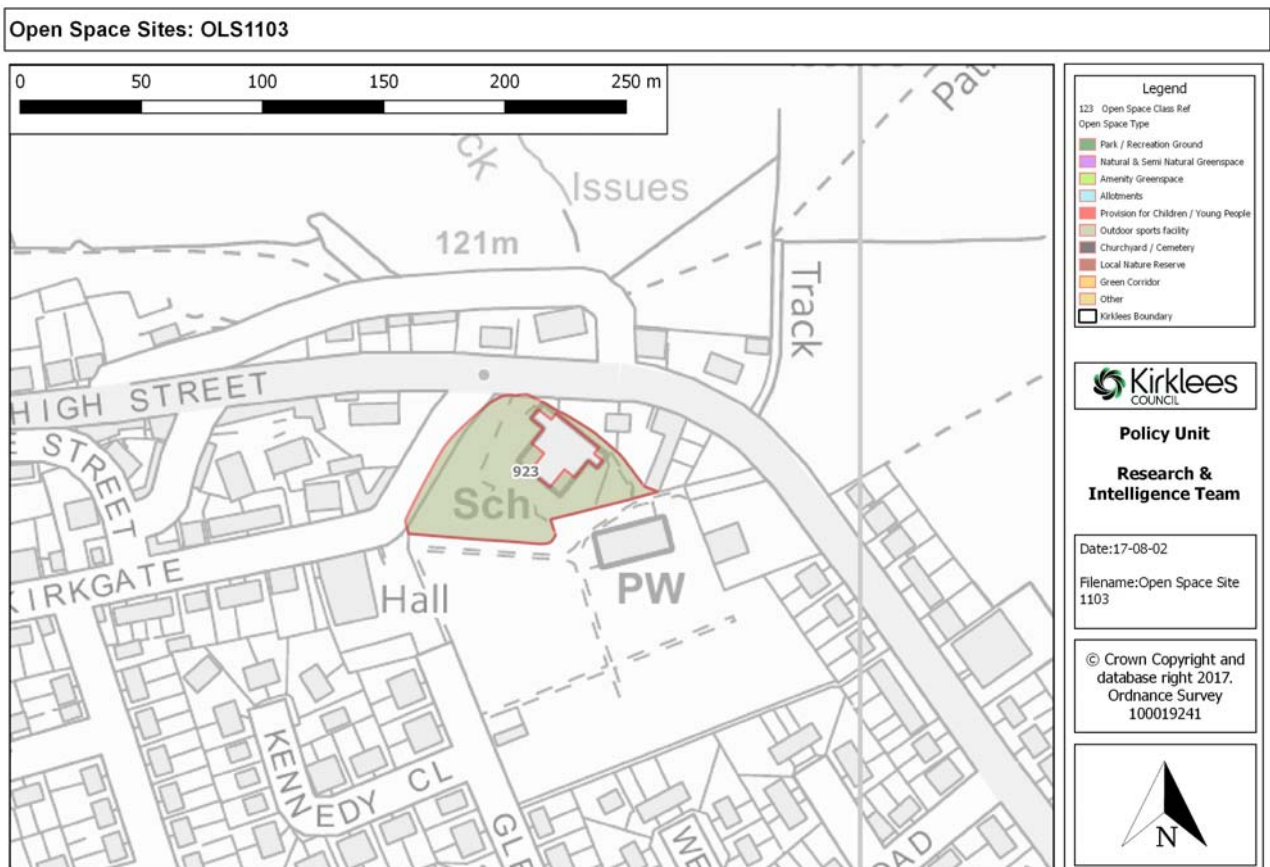 Open Space Sites: OLS1103
0 50 100 150 200 250 m
Issues
121m
Track
HIGH STREET
STREET
923
Sch
KIRKGATE
Hall
PW
KENNEDY CL
Legend
123 Open Space Class Ref
Open Space Type
Park / Recreation Ground
Natural & Semi Natural Greenspace
Amenity Greenspace
Allotments
Provision for Children / Young People
Outdoor sports facility
Churchyard / Cemetery
Local Nature Reserve
Green Corridor
Other
Kirklees Boundary
Kirklees
COUNCIL
Policy Unit
Research &
Intelligence Team
Date:17-08-02
Filename:Open Space Site
1103
© Crown Copyright and
database right 2017.
Ordnance Survey
100019241
N